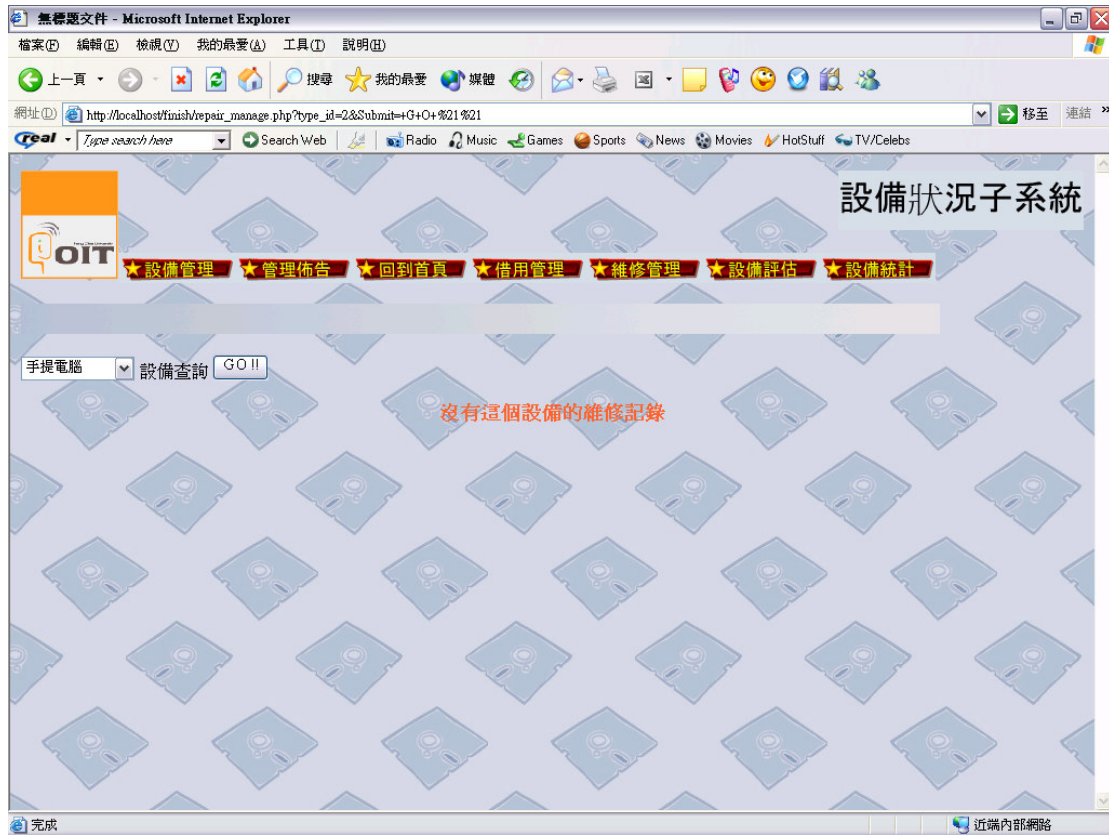 無標題文件 - Microsoft Internet Explorer
檔案(F) 編輯(E) 檢視(V) 我的最愛(A) 工具(T) 說明(H)
上一頁 搜尋 我的最愛 媒體
網址(D) http://localhost/finish/repair_manage.php?type_id=2&Submit=+G+O+%21%21 移至 連結 »
real Type search here Search Web Radio Music Games Sports News Movies HotStuff TV/Celebs
設備狀況子系統
OIT
設備管理 管理佈告 回到首頁 借用管理 維修管理 設備評估 設備統計
手提電腦 設備查詢 GO!!
沒有這個設備的維修記錄
完成 近端內部網路